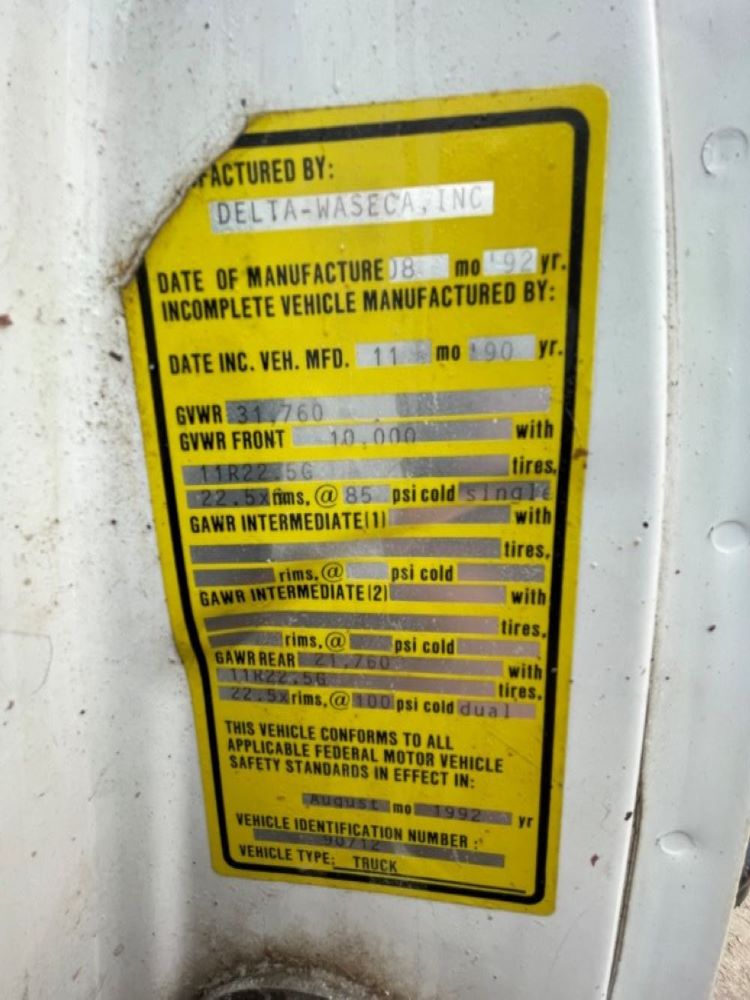 FACTURED BY:
DELTA-WASECA, INC
DATE OF MANUFACTURE 08 mo '92 yr.
INCOMPLETE VEHICLE MANUFACTURED BY:
DATE INC. VEH. MFD. 11 mo '90 yr.
GVWR 31,760
GVWR FRONT 10,000 with
11R22.5G tires,
22.5x rims, @ 85 psi cold single
GAWR INTERMEDIATE (1) with
tires,
rims, @ psi cold
GAWR INTERMEDIATE (2) with
tires,
rims, @ psi cold
GAWR REAR 21,760 with
11R22.5G tires,
22.5x rims, @ 100 psi cold dual
THIS VEHICLE CONFORMS TO ALL
APPLICABLE FEDERAL MOTOR VEHICLE
SAFETY STANDARDS IN EFFECT IN:
August mo 1992 yr
VEHICLE IDENTIFICATION NUMBER :
90712
VEHICLE TYPE: TRUCK